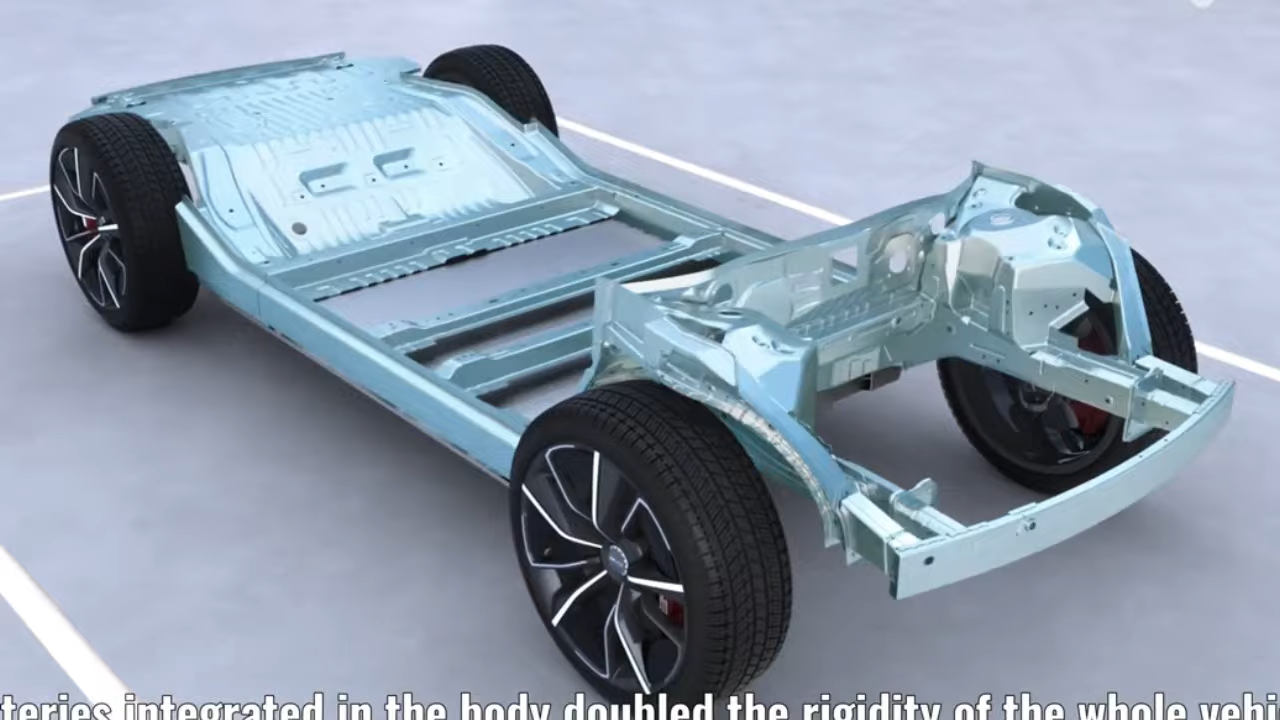 teries integrated in the body doubled the rigidity of the whole vehi